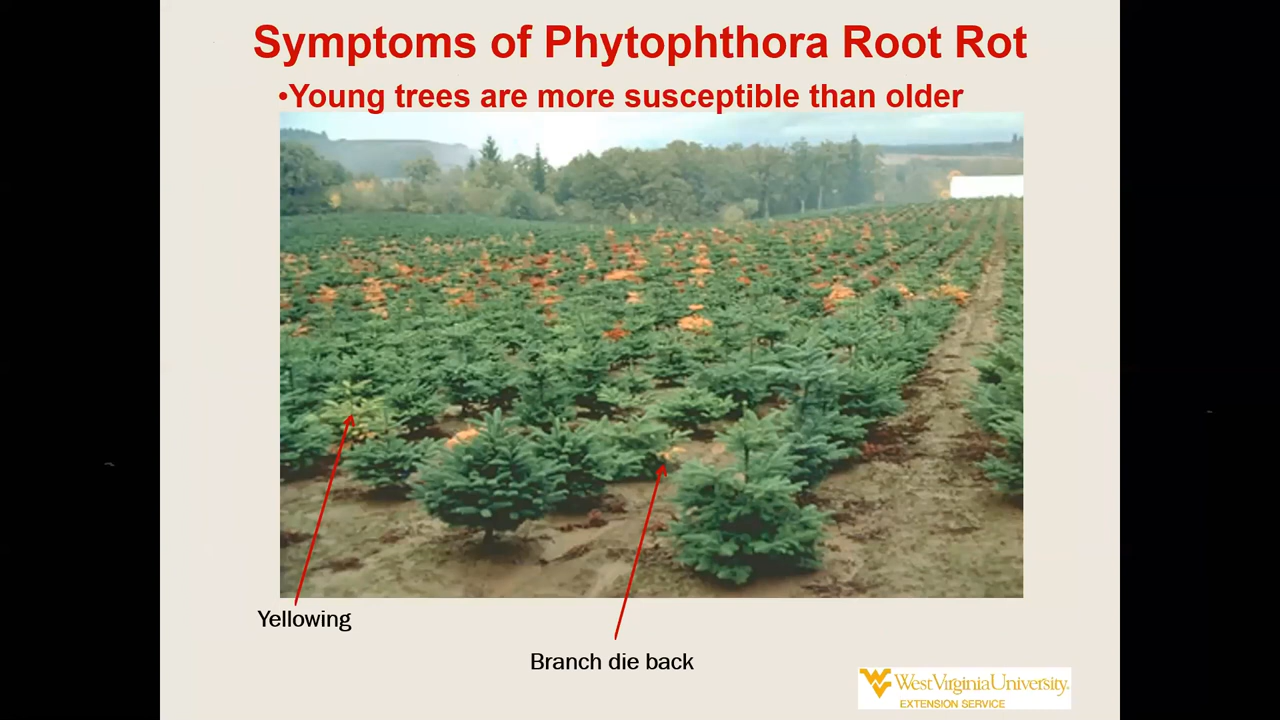 Symptoms of Phytophthora Root Rot
•Young trees are more susceptible than older
Yellowing
Branch die back
WestVirginiaUniversity.
EXTENSION SERVICE